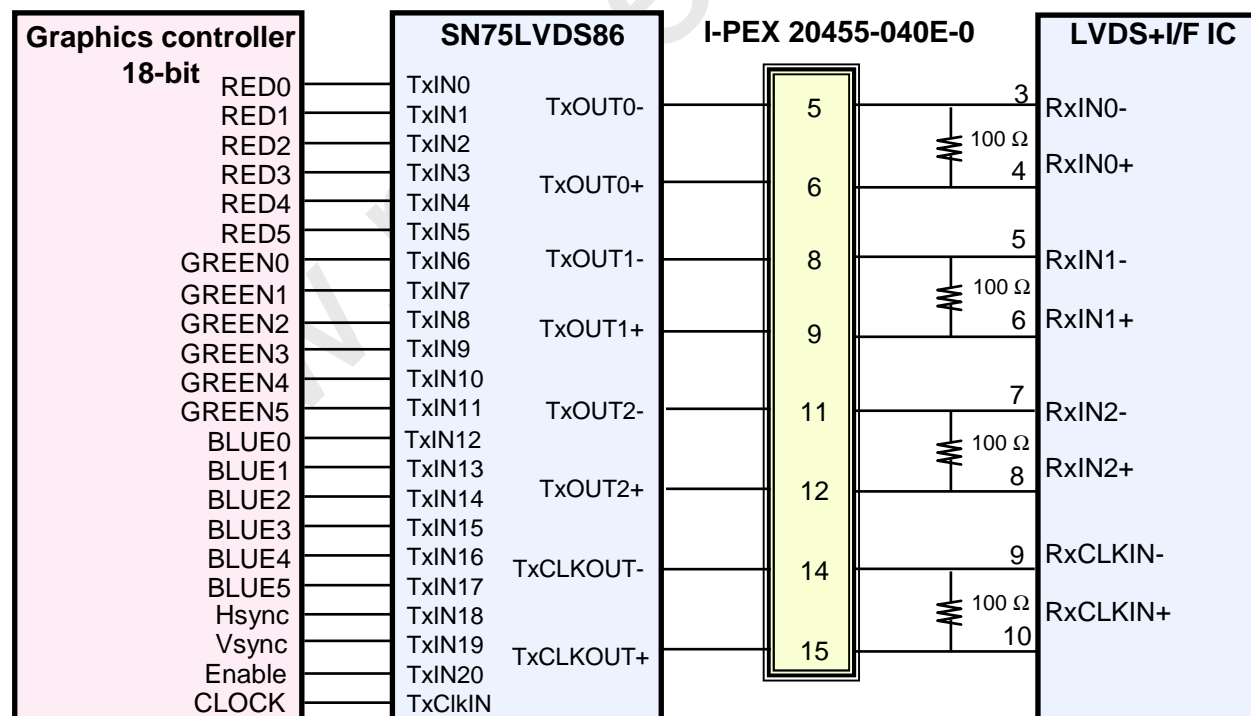 Graphics controller
18-bit
RED0
RED1
RED2
RED3
RED4
RED5
GREEN0
GREEN1
GREEN2
GREEN3
GREEN4
GREEN5
BLUE0
BLUE1
BLUE2
BLUE3
BLUE4
BLUE5
Hsync
Vsync
Enable
CLOCK
SN75LVDS86
TxIN0
TxIN1
TxIN2
TxIN3
TxIN4
TxIN5
TxIN6
TxIN7
TxIN8
TxIN9
TxIN10
TxIN11
TxIN12
TxIN13
TxIN14
TxIN15
TxIN16
TxIN17
TxIN18
TxIN19
TxIN20
TxClkIN
TxOUT0-
TxOUT0+
TxOUT1-
TxOUT1+
TxOUT2-
TxOUT2+
TxCLKOUT-
TxCLKOUT+
I-PEX 20455-040E-0
5
6
8
9
11
12
14
15
3
100 Ω
4
5
100 Ω
6
7
100 Ω
8
9
100 Ω
10
LVDS+I/F IC
RxIN0-
RxIN0+
RxIN1-
RxIN1+
RxIN2-
RxIN2+
RxCLKIN-
RxCLKIN+